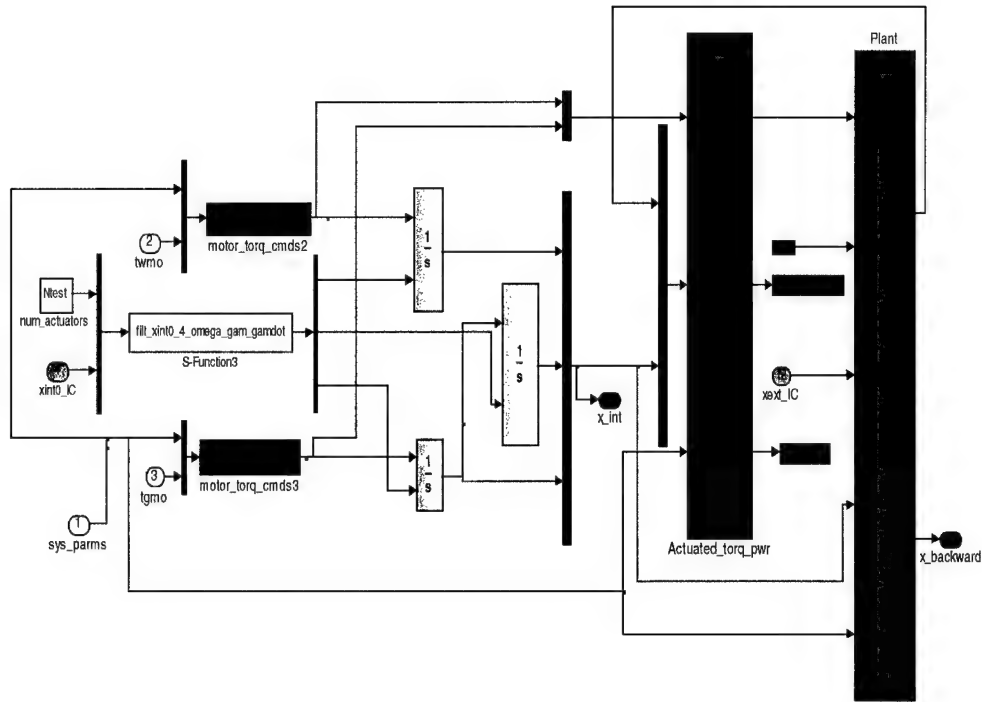 Plant
2
twmo
motor_torq_cmds2
1
s
Ntest
num_actuators
filt_xint0_4_omega_gam_gamdot
S-Function3
xint0_IC
1
s
xext_IC
x_int
3
tgmo
motor_torq_cmds3
1
s
1
sys_parms
Actuated_torq_pwr
x_backward